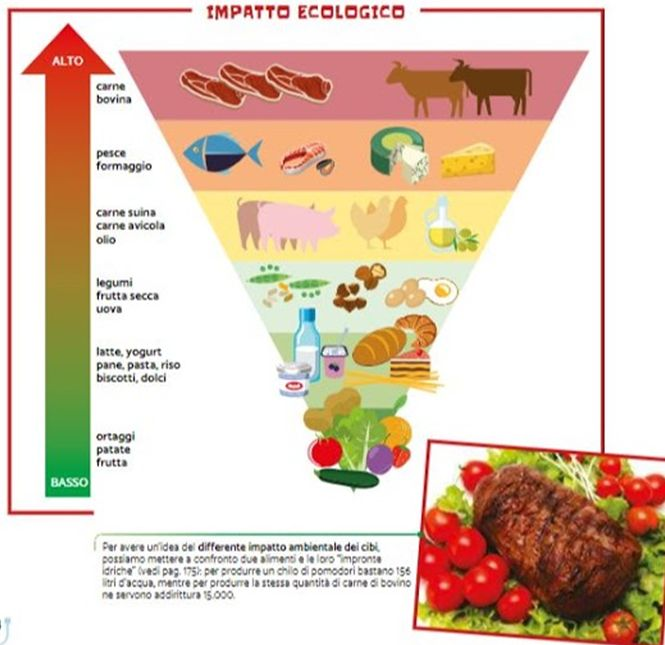 IMPATTO ECOLOGICO
ALTO
carne
bovina
pesce
formaggio
carne suina
carne avicola
olio
legumi
frutta secca
uova
latte, yogurt
pane, pasta, riso
biscotti, dolci
ortaggi
patate
frutta
BASSO
Per avere un'idea del differente impatto ambientale dei cibi,
possiamo mettere a confronto due alimenti e le loro "impronte
idriche" (vedi pag. 175): per produrre un chilo di pomodori bastano 156
litri d'acqua, mentre per produrre la stessa quantità di carne di bovino
ne servono addirittura 15.000.